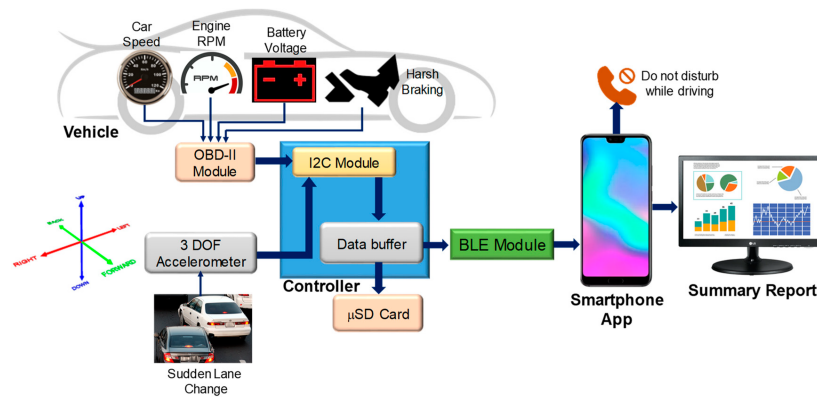 Car
Speed
Engine
RPM
Battery
Voltage
RPM
Harsh
Braking
Vehicle
Do not disturb
while driving
OBD-II
Module
I2C Module
UP
LEFT
RIGHT
FORWARD
DOWN
3 DOF
Accelerometer
Data buffer
BLE Module
Controller
μSD Card
Smartphone
App
Summary Report
Sudden Lane
Change